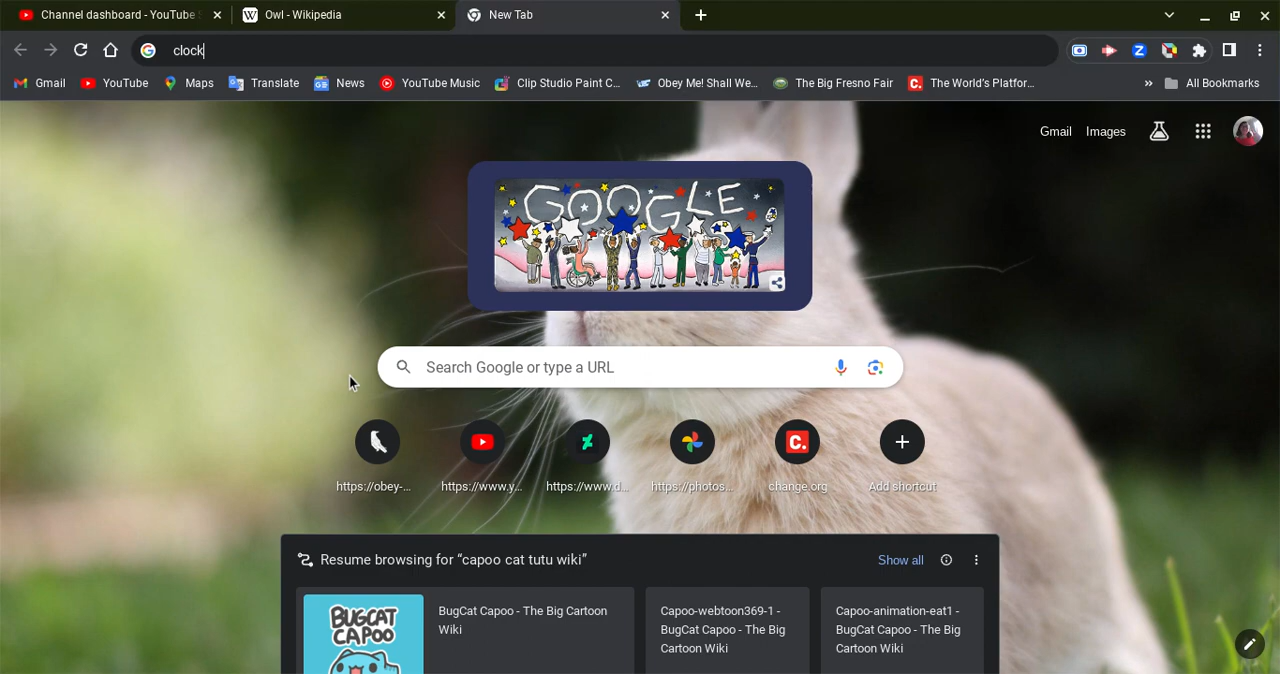 Channel dashboard - YouTube
Owl - Wikipedia
New Tab
clock
Gmail
YouTube
Maps
Translate
News
YouTube Music
Clip Studio Paint C...
Obey Me! Shall We...
The Big Fresno Fair
The World's Platfor...
»
All Bookmarks
Gmail
Images
GOOGLE
Search Google or type a URL
https://obey-...
https://www.y...
https://www.d...
https://photos...
change.org
Add shortcut
Resume browsing for “capoo cat tutu wiki”
Show all
BUGCAT
CAPOO
BugCat Capoo - The Big Cartoon
Wiki
Capoo-webtoon369-1 -
BugCat Capoo - The Big
Cartoon Wiki
Capoo-animation-eat1 -
BugCat Capoo - The Big
Cartoon Wiki